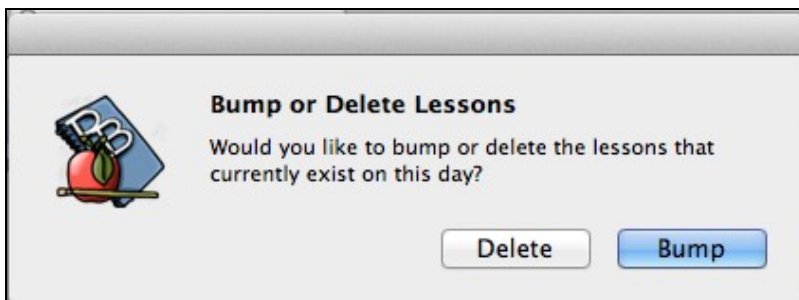 Bump or Delete Lessons
Would you like to bump or delete the lessons that
currently exist on this day?
Delete Bump